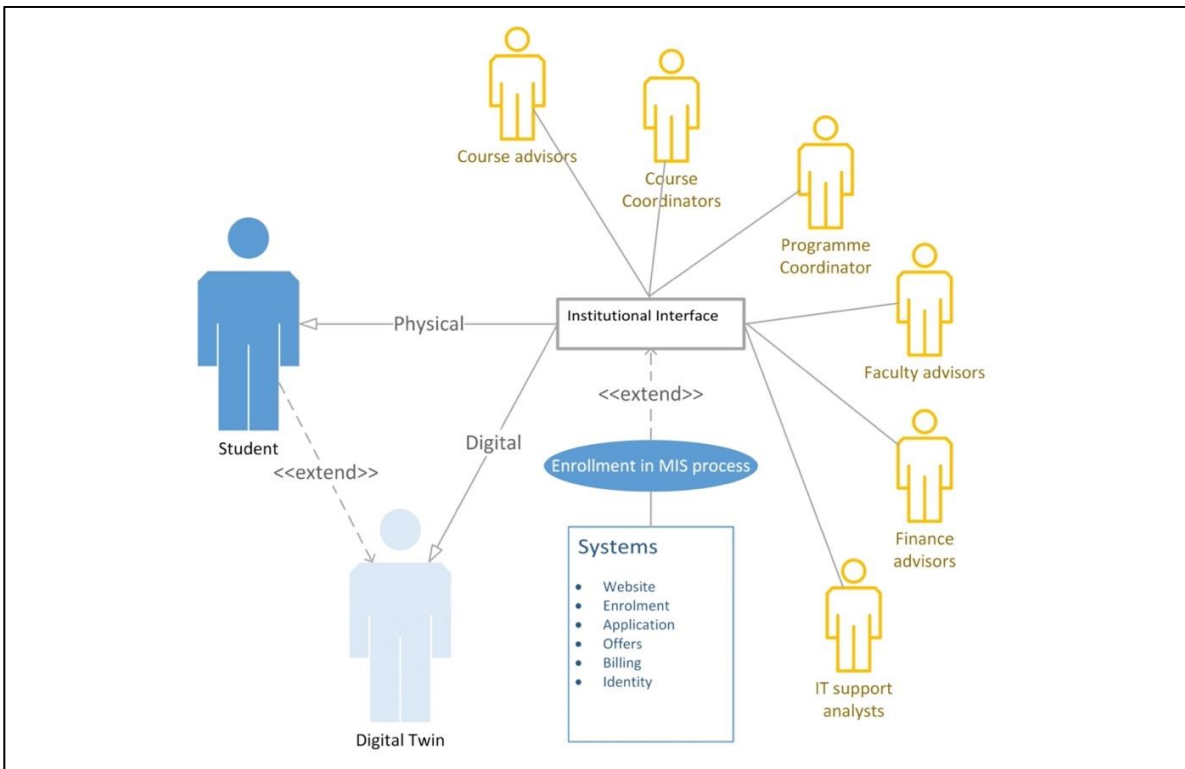 Course advisors
Course
Coordinators
Programme
Coordinator
Institutional Interface
Physical
Faculty advisors
<<extend>>
Digital
Student
Enrollment in MIS process
<<extend>>
Systems
• Website
• Enrolment
• Application
• Offers
• Billing
• Identity
Finance
advisors
IT support
analysts
Digital Twin